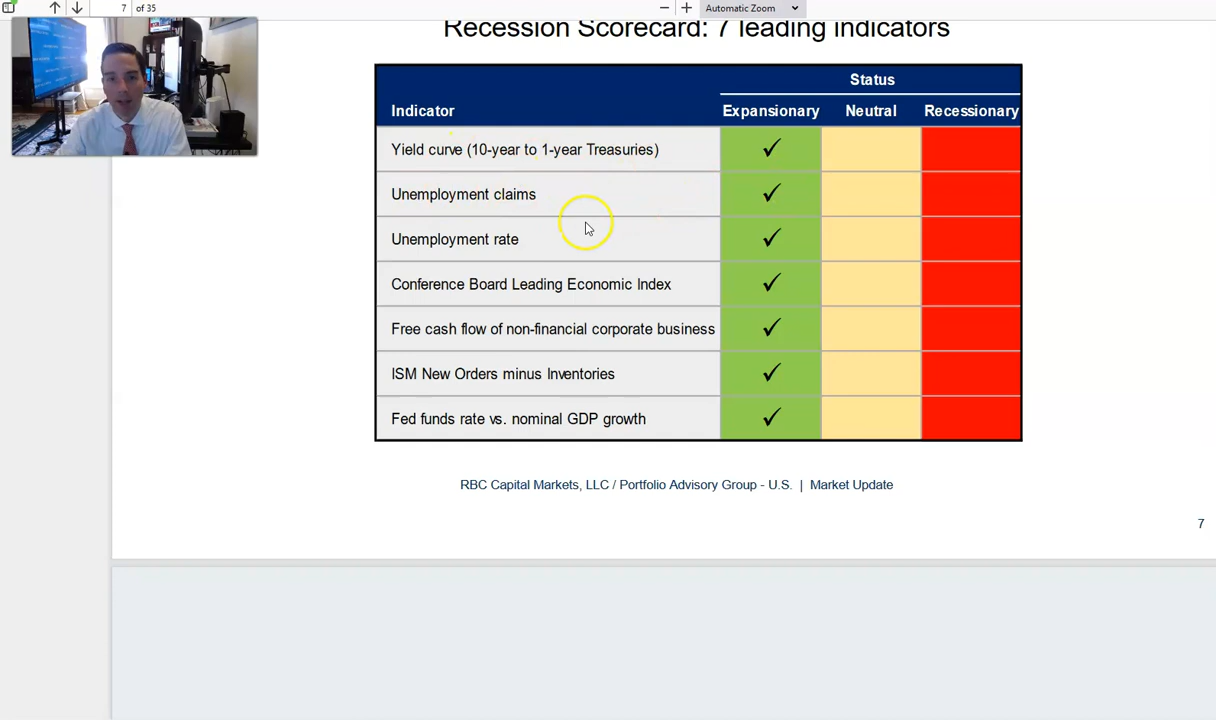 7 of 35 Automatic Zoom
Recession Scorecard: 7 leading indicators
Status
Indicator Expansionary Neutral Recessionary
Yield curve (10-year to 1-year Treasuries) ✓
Unemployment claims ✓
Unemployment rate ✓
Conference Board Leading Economic Index ✓
Free cash flow of non-financial corporate business ✓
ISM New Orders minus Inventories ✓
Fed funds rate vs. nominal GDP growth ✓
RBC Capital Markets, LLC / Portfolio Advisory Group - U.S. | Market Update
7